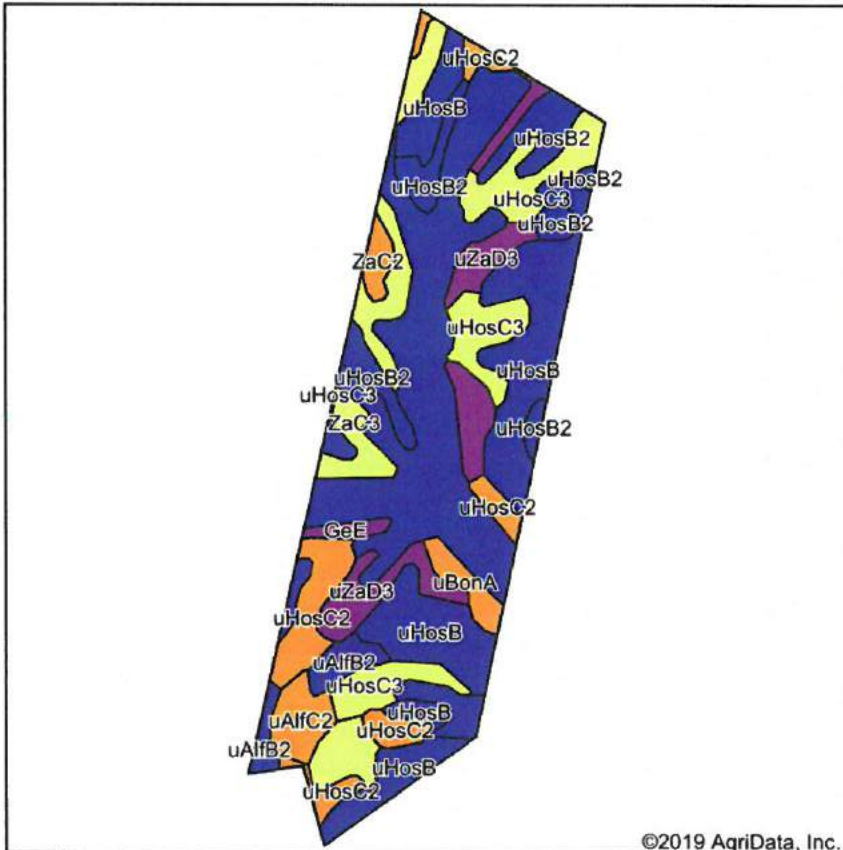 uHosC2
uHosB
uHosB2
uHosB2
uHosB2
uHosC3
uHosB2
ZaC2
uZaD3
uHosC3
uHosB
uHosB2
uHosC3
ZaC3
uHosB2
uHosC2
GeE
uBonA
uZaD3
uHosC2
uHosB
uAlfB2
uHosC3
uHosB
uAlfC2
uHosC2
uAlfB2
uHosB
uHosC2
©2019 AgriData, Inc.